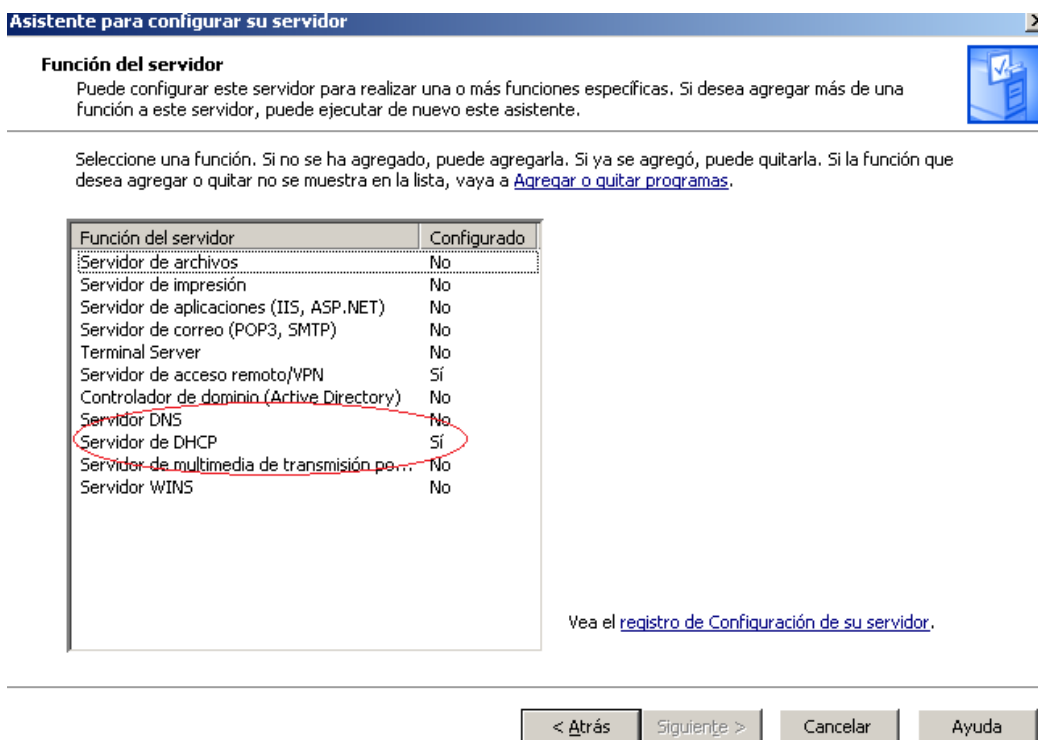 Asistente para configurar su servidor
Función del servidor
Puede configurar este servidor para realizar una o más funciones específicas. Si desea agregar más de una
función a este servidor, puede ejecutar de nuevo este asistente.
Seleccione una función. Si no se ha agregado, puede agregarla. Si ya se agregó, puede quitarla. Si la función que
desea agregar o quitar no se muestra en la lista, vaya a Agregar o quitar programas.
Función del servidor Configurado
Servidor de archivos No
Servidor de impresión No
Servidor de aplicaciones (IIS, ASP.NET) No
Servidor de correo (POP3, SMTP) No
Terminal Server No
Servidor de acceso remoto/VPN Sí
Controlador de dominio (Active Directory) No
Servidor DNS No
Servidor de DHCP Sí
Servidor de multimedia de transmisión po... No
Servidor WINS No
Vea el registro de Configuración de su servidor.
< Atrás Siguiente > Cancelar Ayuda